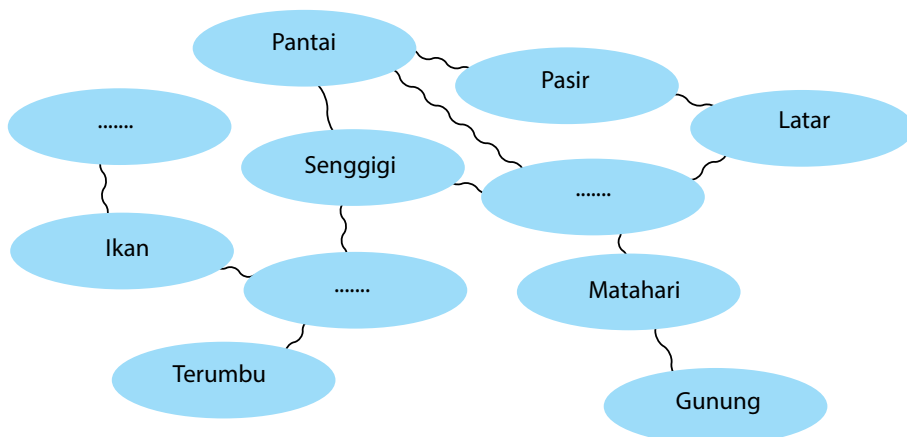 Pantai
Pasir
.......
Latar
Senggigi
.......
Ikan
.......
Matahari
Terumbu
Gunung